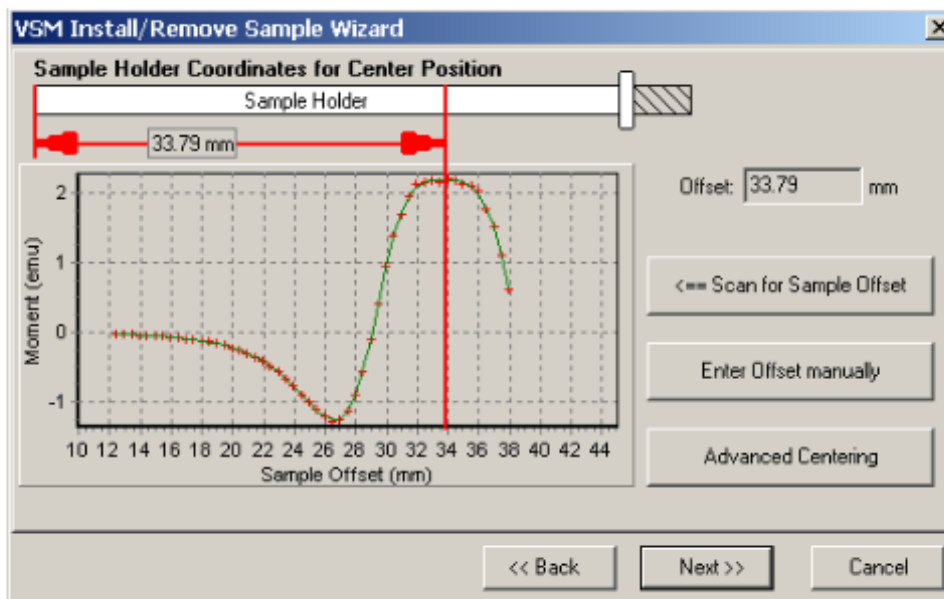 VSM Install/Remove Sample Wizard
Sample Holder Coordinates for Center Position
Sample Holder
33.79 mm
Offset: 33.79 mm
2
1
0
-1
Moment (emu)
10 12 14 16 18 20 22 24 26 28 30 32 34 36 38 40 42 44
Sample Offset (mm)
<== Scan for Sample Offset
Enter Offset manually
Advanced Centering
<< Back
Next >>
Cancel